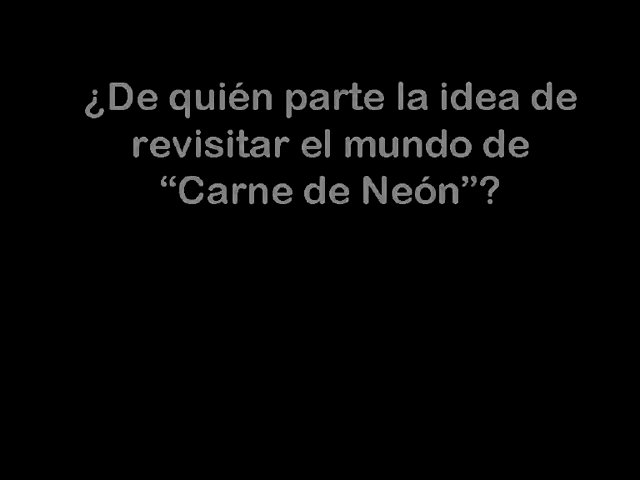 ¿De quién parte la idea de
revisitar el mundo de
“Carne de Neón”?